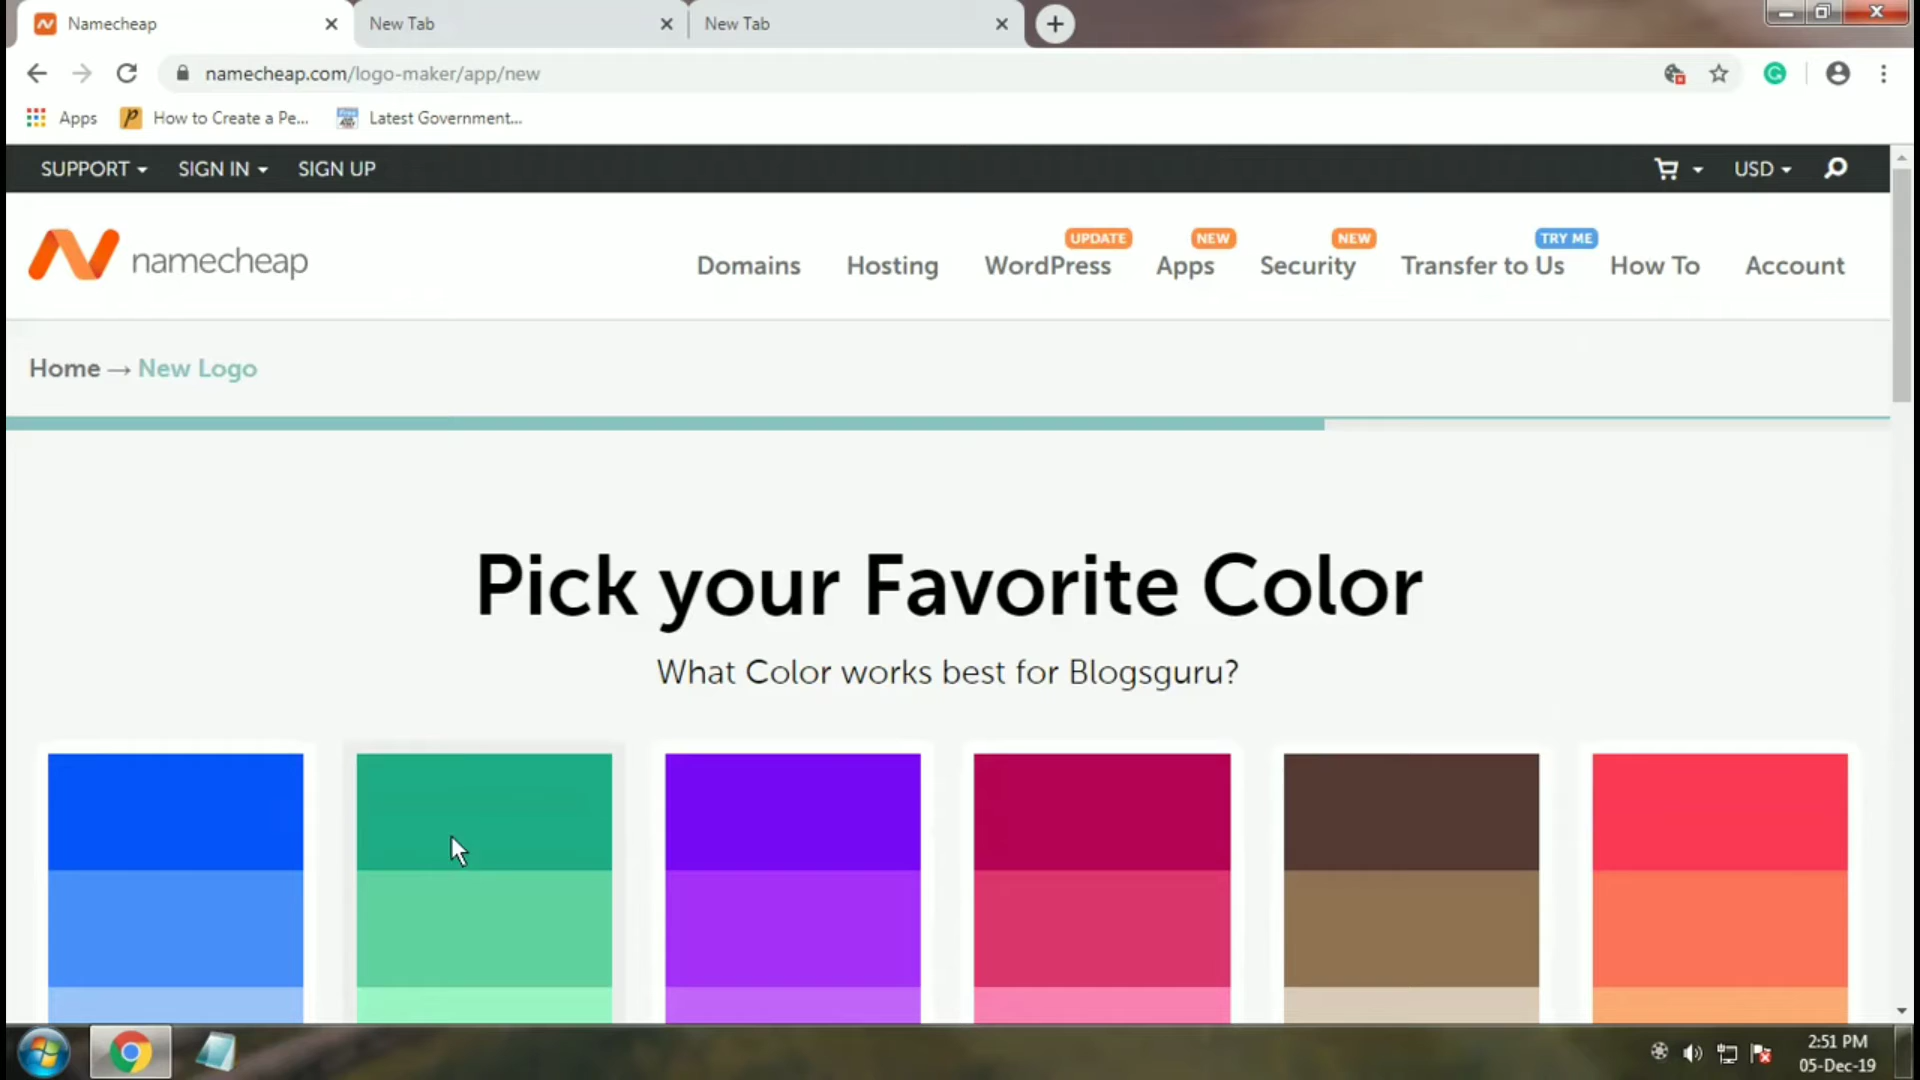 Namecheap
New Tab
New Tab
namecheap.com/logo-maker/app/new
Apps
How to Create a Pe...
Latest Government...
SUPPORT
SIGN IN
SIGN UP
USD
namecheap
Domains
Hosting
WordPress
UPDATE
Apps
NEW
Security
NEW
Transfer to Us
TRY ME
How To
Account
Home → New Logo
Pick your Favorite Color
What Color works best for Blogsguru?
2:51 PM
05-Dec-19